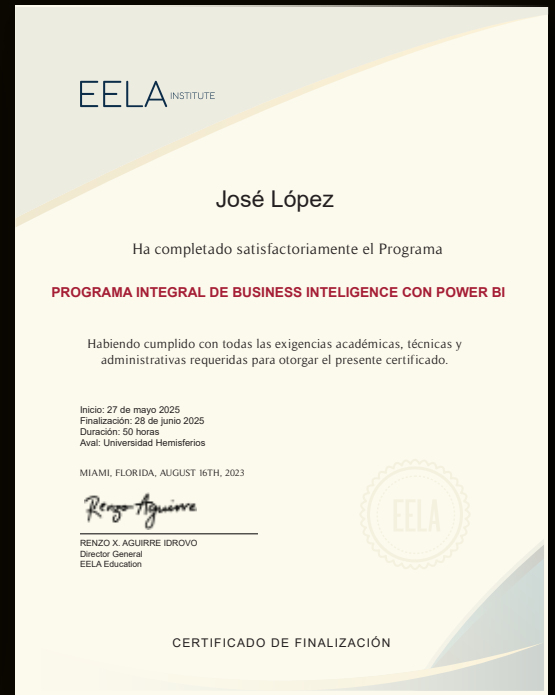 EELA INSTITUTE
José López
Ha completado satisfactoriamente el Programa
PROGRAMA INTEGRAL DE BUSINESS INTELIGENCE CON POWER BI
Habiendo cumplido con todas las exigencias académicas, técnicas y
administrativas requeridas para otorgar el presente certificado.
Inicio: 27 de mayo 2025
Finalización: 28 de junio 2025
Duración: 50 horas
Aval: Universidad Hemisferios
MIAMI, FLORIDA, AUGUST 16TH, 2023
Renzo Aguirre
RENZO X. AGUIRRE IDROVO
Director General
EELA Education
EELA
CERTIFICADO DE FINALIZACIÓN